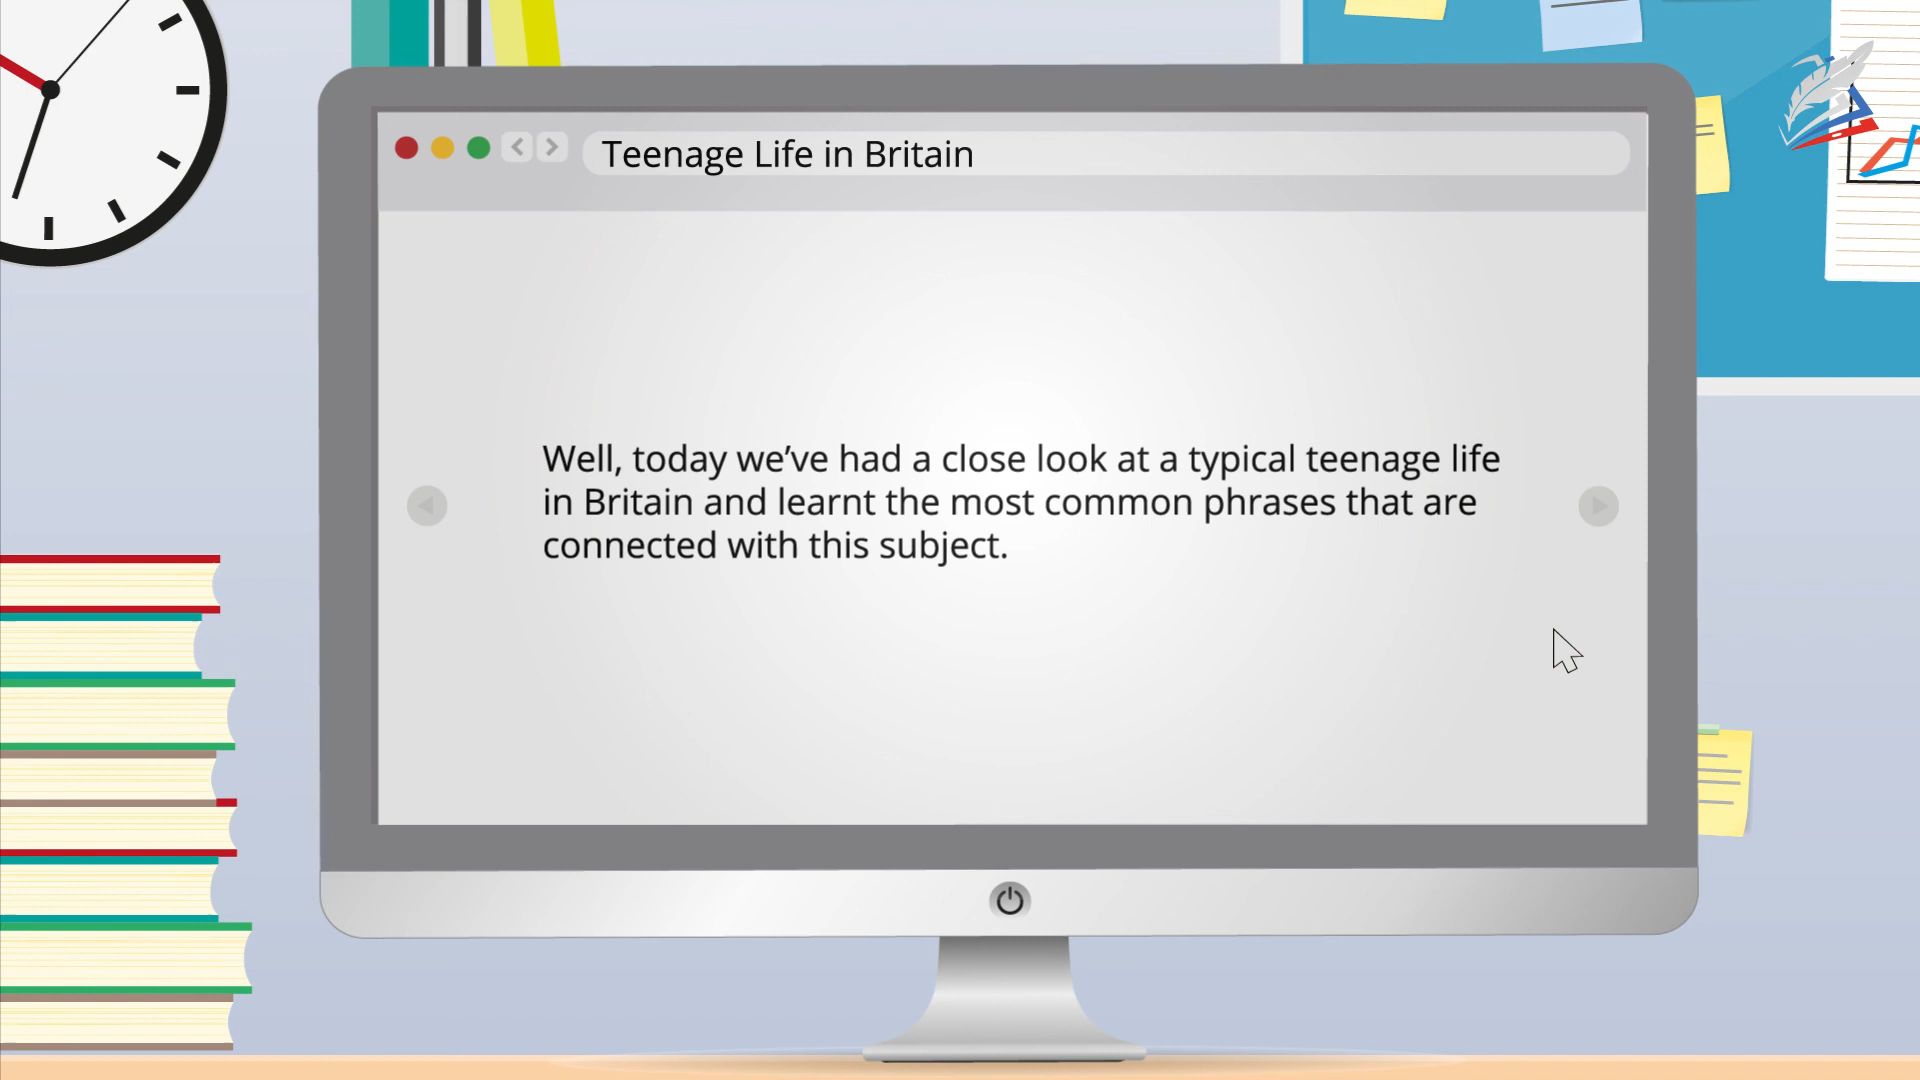 Teenage Life in Britain
Well, today we’ve had a close look at a typical teenage life
in Britain and learnt the most common phrases that are
connected with this subject.